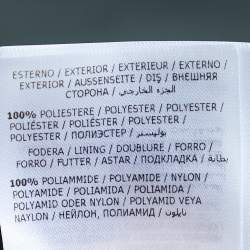 ESTERNO / EXTERIOR / EXTERIEUR / EXTERNO /
EXTERIOR / AUSSENSEITE / DIŞ / ВНЕШНЯЯ
СТОРОНА / الجزء الخارجي /
100% POLIESTERE / POLYESTER / POLYESTER /
POLIÉSTER / POLIÉSTER / POLYESTER /
POLYESTER / ПОЛИЭСТЕР / بوليستر
FODERA / LINING / DOUBLURE / FORRO /
FORRO / FUTTER / ASTAR / ПОДКЛАДКА / بطانة /
100% POLIAMMIDE / POLYAMIDE / NYLON /
POLYAMIDE / POLIAMIDA / POLIAMIDA /
POLYAMID ODER NYLON / POLYAMID VEYA
NAYLON / НЕЙЛОН, ПОЛИАМИД / نايلون